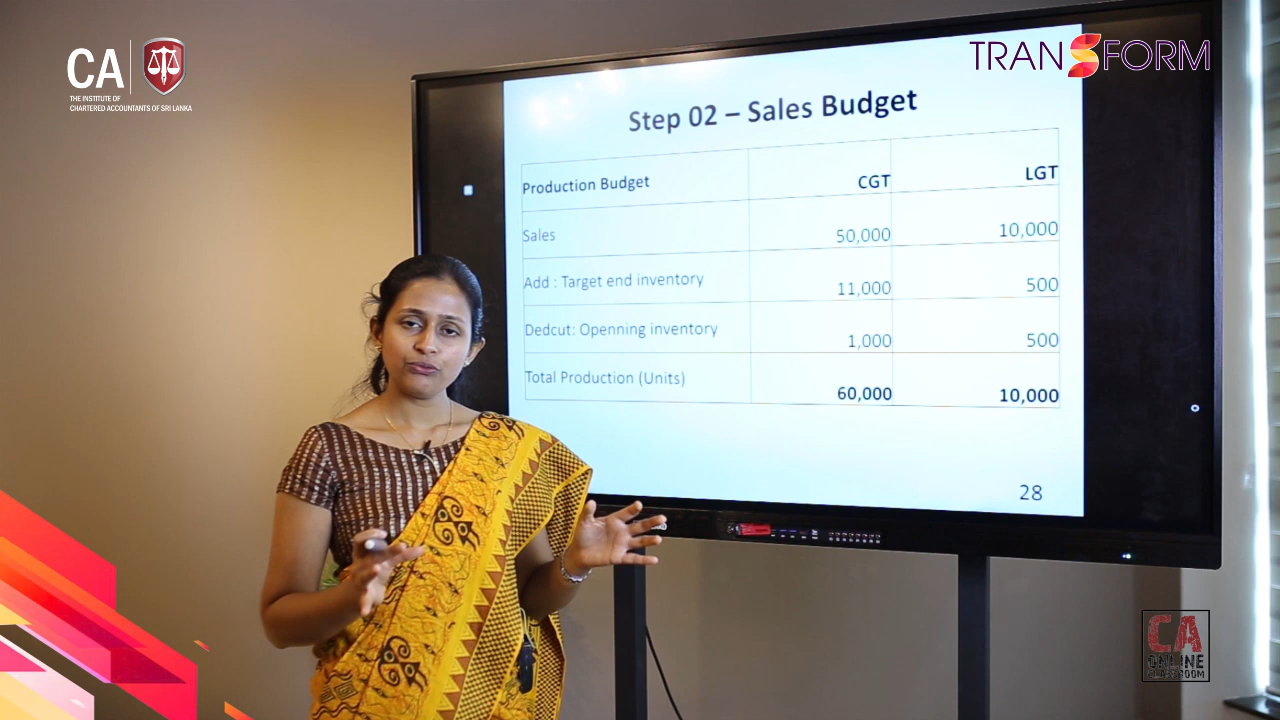 CA
THE INSTITUTE OF
CHARTERED ACCOUNTANTS OF SRI LANKA
TRANSFORM
Step 02 – Sales Budget
Production Budget CGT LGT
Sales 50,000 10,000
Add : Target end inventory 11,000 500
Dedcut: Openning inventory 1,000 500
Total Production (Units) 60,000 10,000
28
CA
ONLINE
CLASSROOM